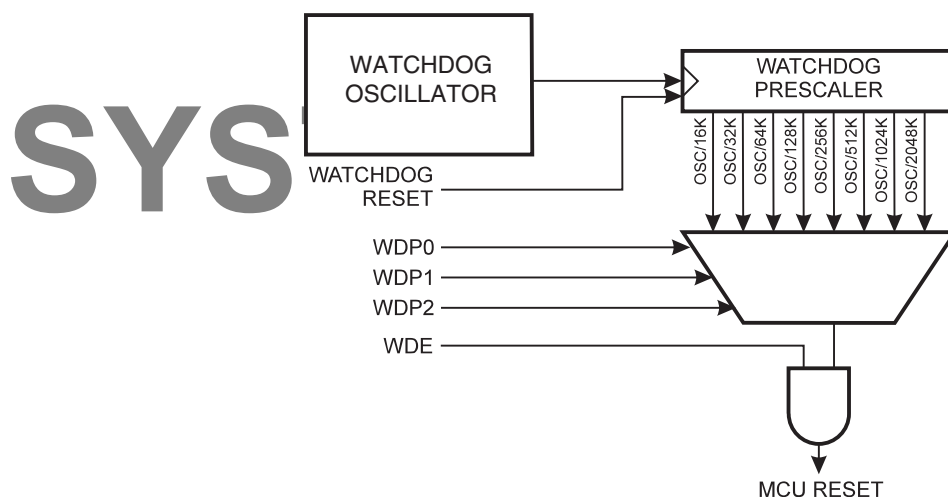 WATCHDOG
OSCILLATOR
WATCHDOG
PRESCALER
SYS
WATCHDOG
RESET
OSC/16K
OSC/32K
OSC/64K
OSC/128K
OSC/256K
OSC/512K
OSC/1024K
OSC/2048K
WDP0
WDP1
WDP2
WDE
MCU RESET